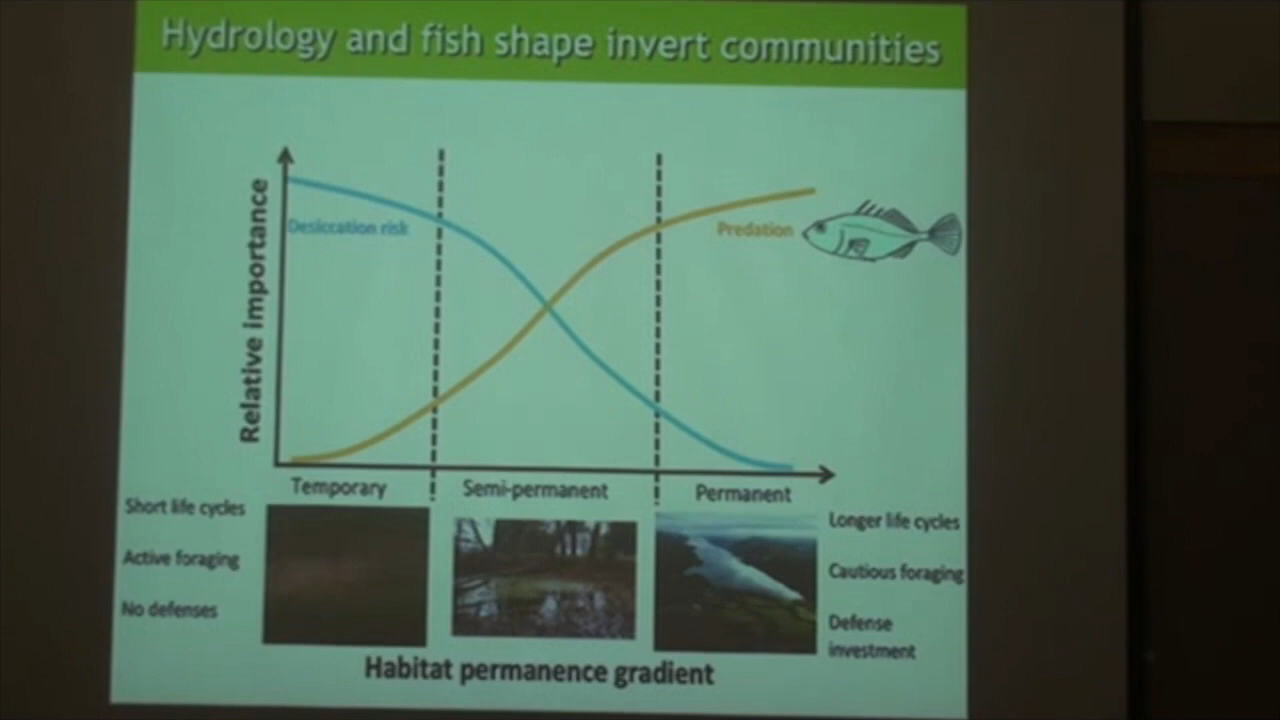 Hydrology and fish shape invert communities
Relative importance
Desiccation risk
Predation
Temporary
Semi-permanent
Permanent
Short life cycles
Active foraging
No defenses
Longer life cycles
Cautious foraging
Defense
investment
Habitat permanence gradient